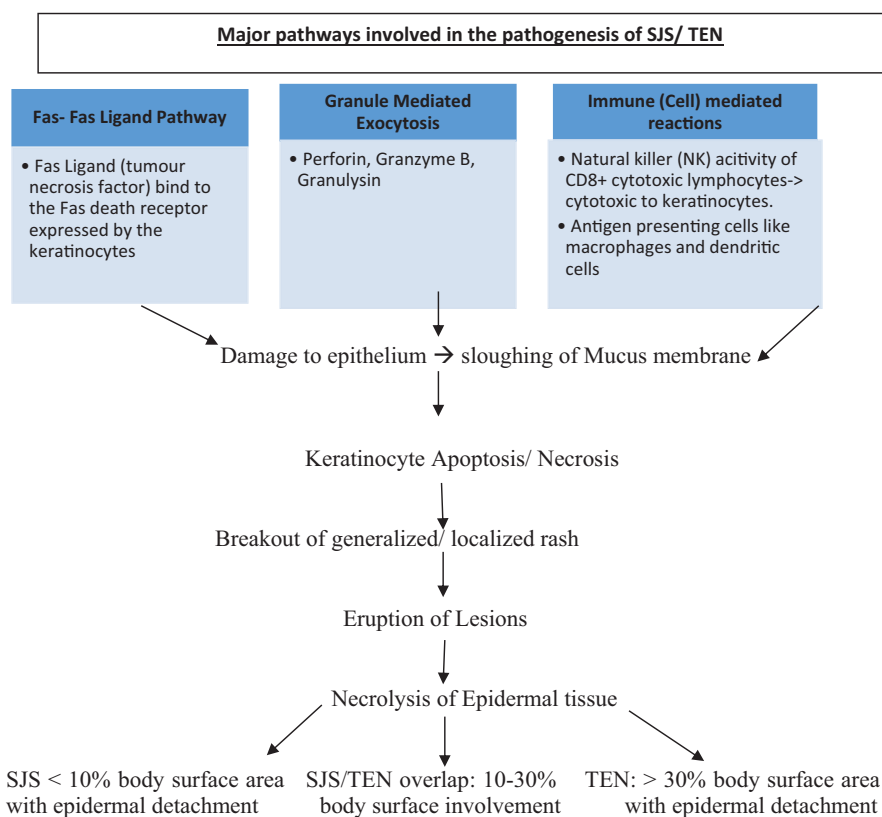 Major pathways involved in the pathogenesis of SJS/ TEN
Fas- Fas Ligand Pathway
• Fas Ligand (tumour
necrosis factor) bind to
the Fas death receptor
expressed by the
keratinocytes
Granule Mediated
Exocytosis
• Perforin, Granzyme B,
Granulysin
Immune (Cell) mediated
reactions
• Natural killer (NK) acitivity of
CD8+ cytotoxic lymphocytes->
cytotoxic to keratinocytes.
• Antigen presenting cells like
macrophages and dendritic
cells
Damage to epithelium → sloughing of Mucus membrane
Keratinocyte Apoptosis/ Necrosis
Breakout of generalized/ localized rash
Eruption of Lesions
Necrolysis of Epidermal tissue
SJS < 10% body surface area
with epidermal detachment
SJS/TEN overlap: 10-30%
body surface involvement
TEN: > 30% body surface area
with epidermal detachment